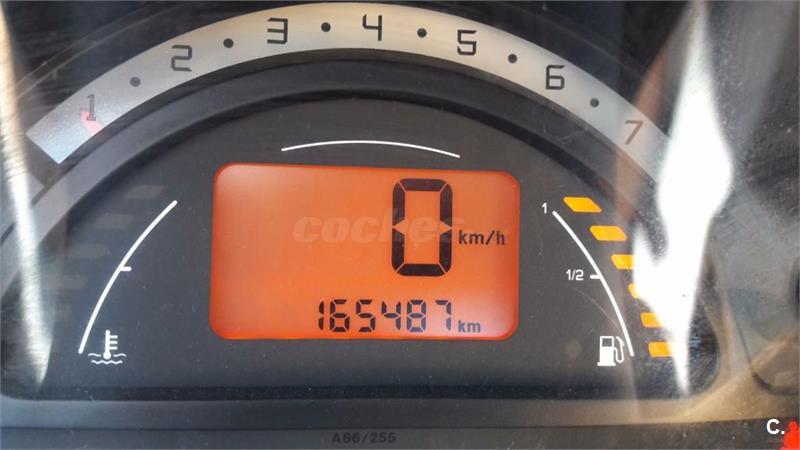 1 2 3 4 5 6 7
0 km/h
coches
1
1/2
165487 km
A86/255
C.